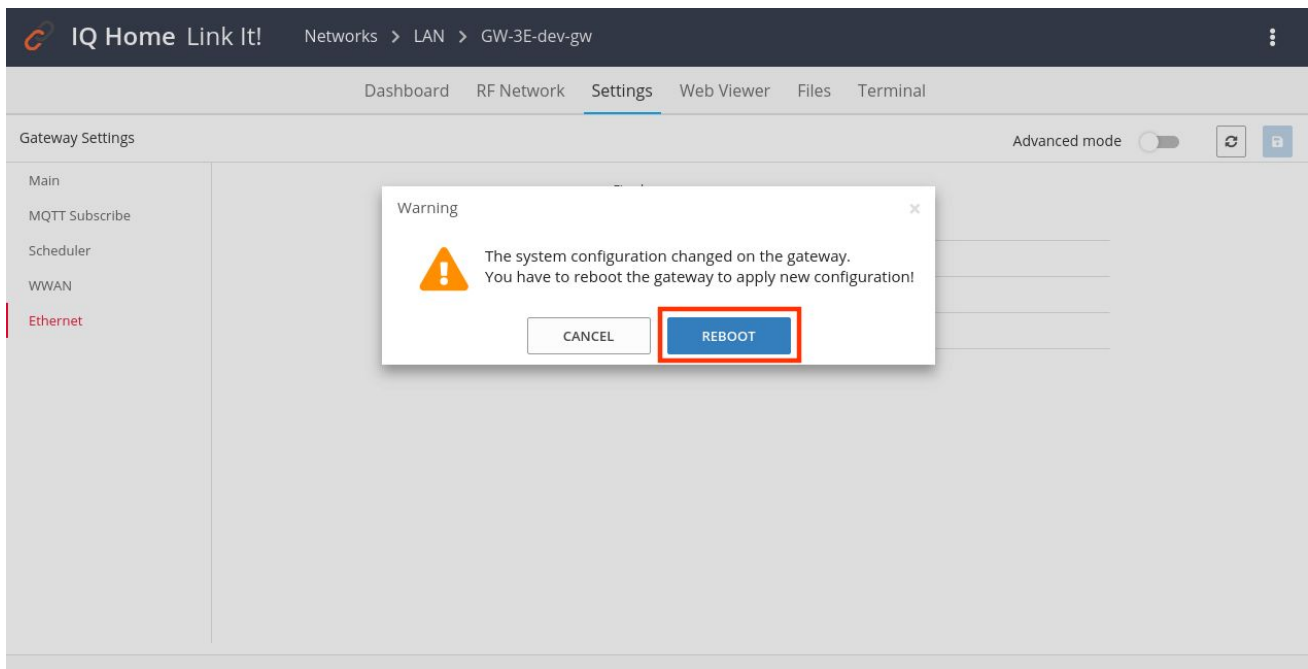 IQ Home Link It!
Networks > LAN > GW-3E-dev-gw
Dashboard RF Network Settings Web Viewer Files Terminal
Gateway Settings
Advanced mode
Main
MQTT Subscribe
Scheduler
WWAN
Ethernet
Warning
The system configuration changed on the gateway.
You have to reboot the gateway to apply new configuration!
CANCEL
REBOOT